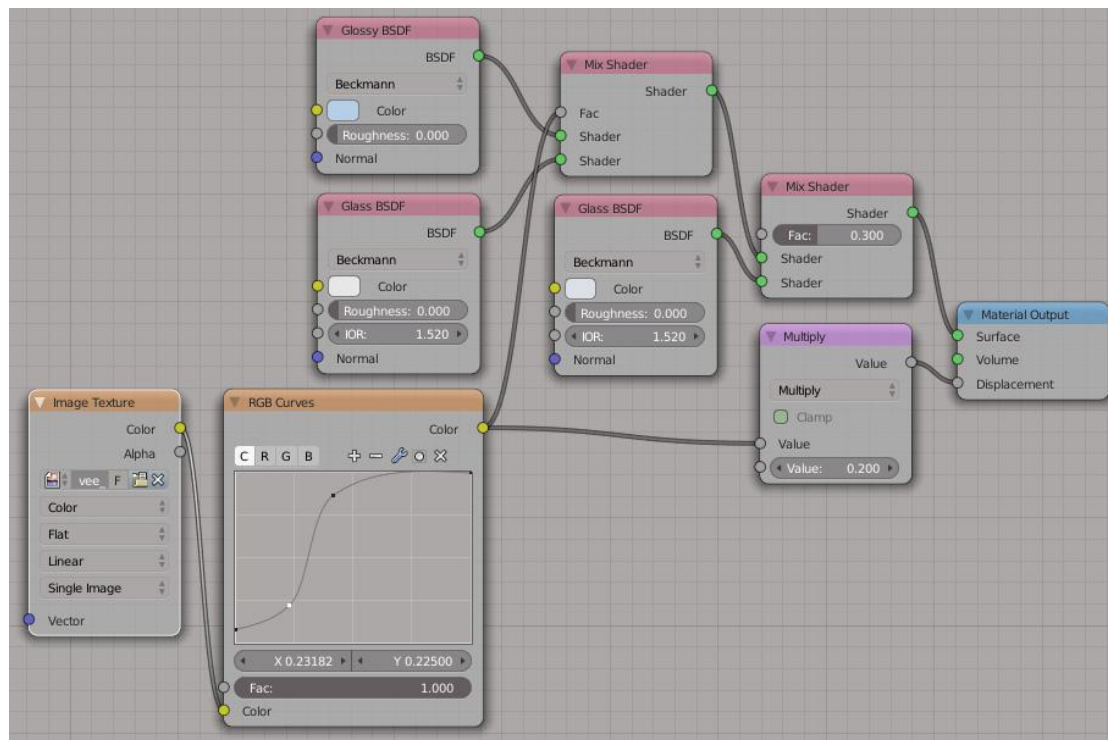 Glossy BSDF
BSDF
Beckmann
Color
Roughness: 0.000
Normal
Mix Shader
Shader
Fac
Shader
Shader
Glass BSDF
BSDF
Beckmann
Color
Roughness: 0.000
IOR: 1.520
Normal
Glass BSDF
BSDF
Beckmann
Color
Roughness: 0.000
IOR: 1.520
Normal
Mix Shader
Shader
Fac: 0.300
Shader
Shader
Material Output
Surface
Volume
Displacement
Multiply
Value
Multiply
Clamp
Value
Value: 0.200
Image Texture
Color
Alpha
vee_ F
Color
Flat
Linear
Single Image
Vector
RGB Curves
Color
C R G B
X 0.23182 Y 0.22500
Fac: 1.000
Color